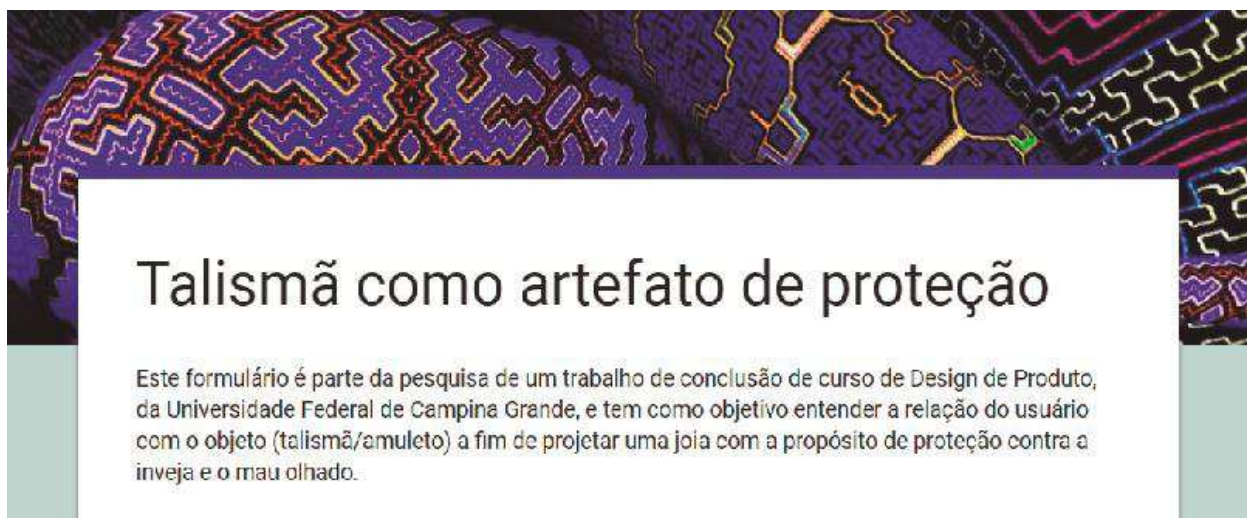 Talismã como artefato de proteção
Este formulário é parte da pesquisa de um trabalho de conclusão de curso de Design de Produto,
da Universidade Federal de Campina Grande, e tem como objetivo entender a relação do usuário
com o objeto (talismã/amuleto) a fim de projetar uma joia com a propósito de proteção contra a
inveja e o mau olhado.